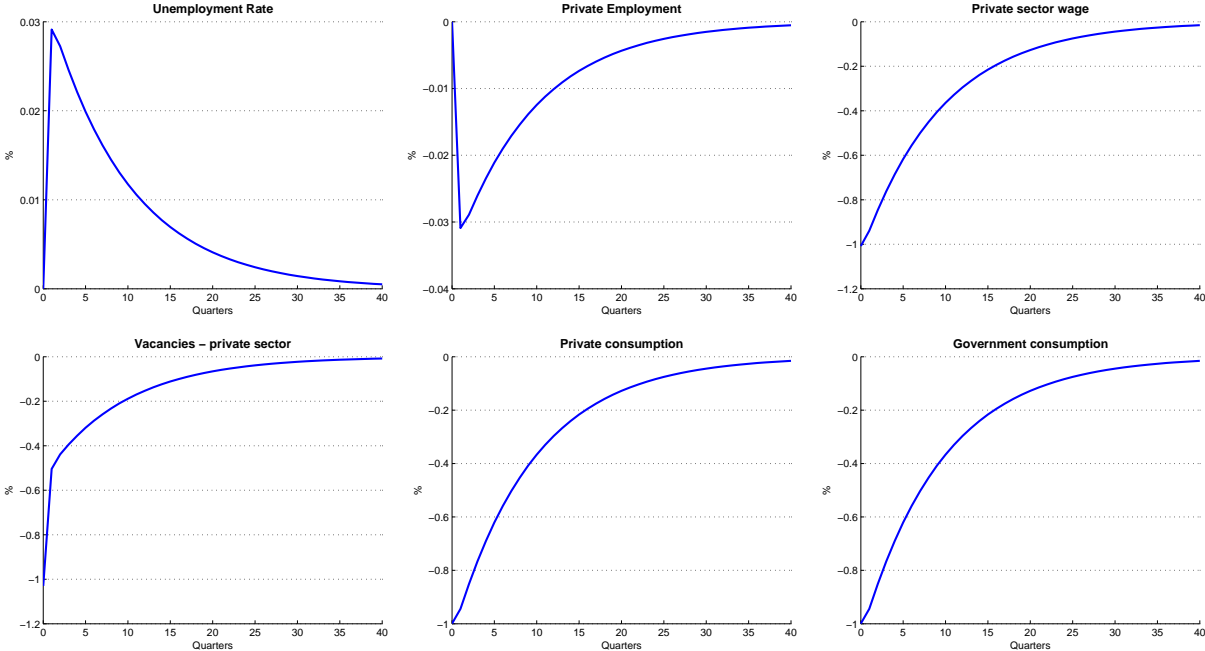 Unemployment Rate
0.03
0.02
0.01
0
%
0 5 10 15 20 25 30 35 40
Quarters
Private Employment
0
−0.01
−0.02
−0.03
−0.04
%
0 5 10 15 20 25 30 35 40
Quarters
Private sector wage
0
−0.2
−0.4
−0.6
−0.8
−1
−1.2
%
0 5 10 15 20 25 30 35 40
Quarters
Vacancies − private sector
0
−0.2
−0.4
−0.6
−0.8
−1
−1.2
%
0 5 10 15 20 25 30 35 40
Quarters
Private consumption
0
−0.2
−0.4
−0.6
−0.8
−1
%
0 5 10 15 20 25 30 35 40
Quarters
Government consumption
0
−0.2
−0.4
−0.6
−0.8
−1
%
0 5 10 15 20 25 30 35 40
Quarters